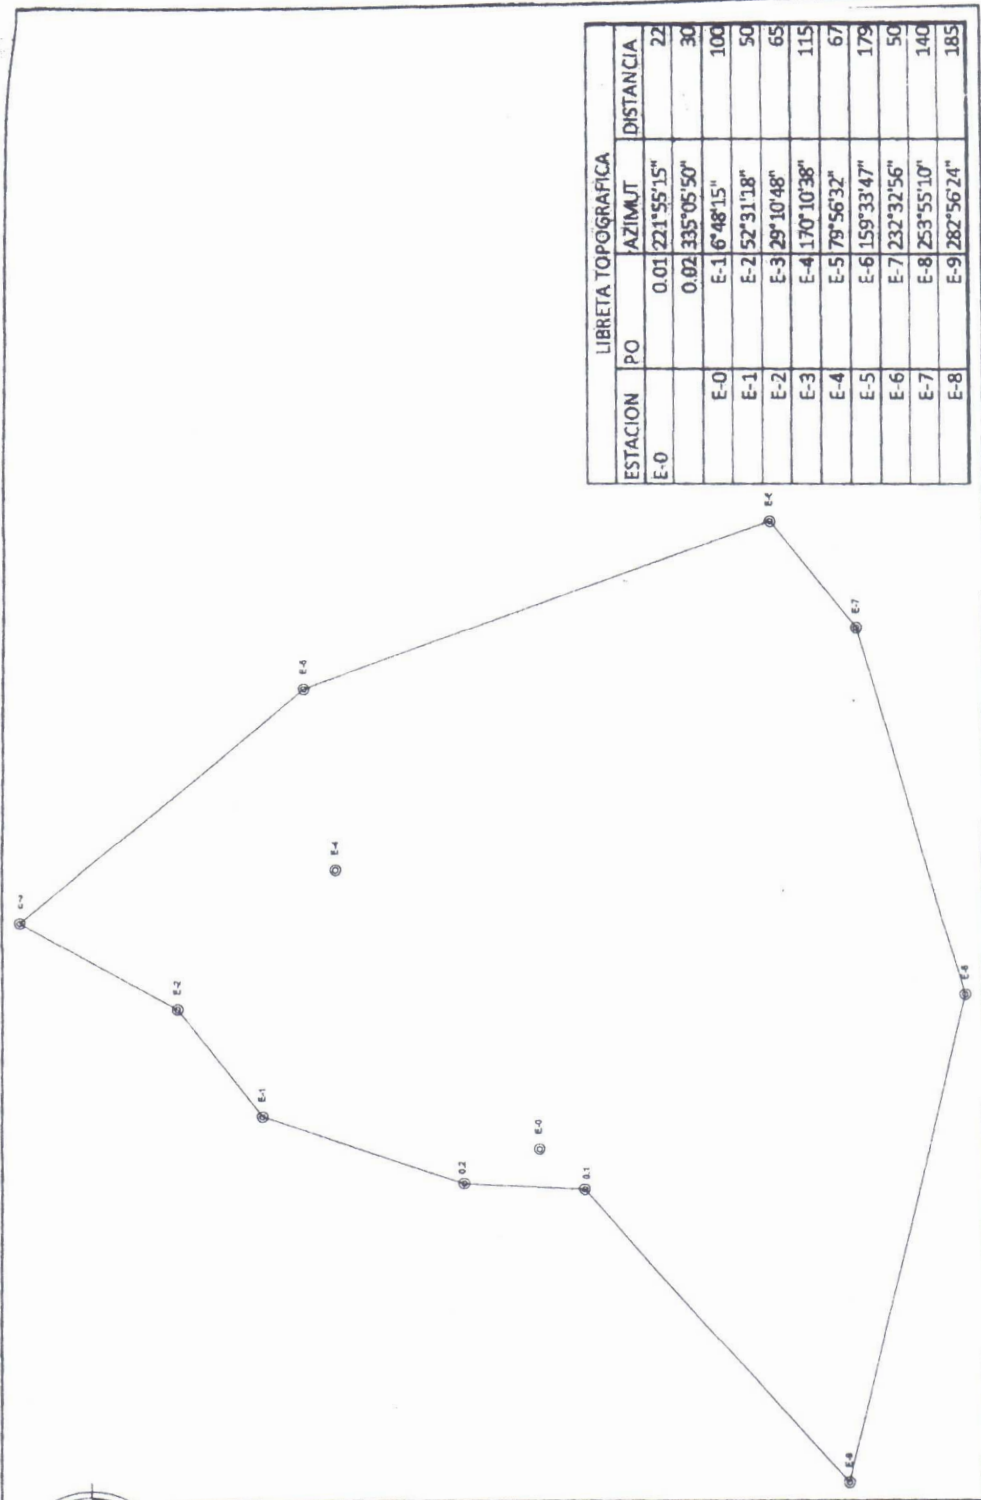 LIBRETA TOPOGRAFICA
ESTACION PO AZIMUT DISTANCIA
E-0 0.01 221°55'15" 22
0.02 335°05'50" 30
E-0 E-1 6°48'15" 100
E-1 E-2 52°31'18" 50
E-2 E-3 29°10'48" 65
E-3 E-4 170°10'38" 115
E-4 E-5 79°56'32" 67
E-5 E-6 159°33'47" 179
E-6 E-7 232°32'56" 50
E-7 E-8 253°55'10" 140
E-8 E-9 282°56'24" 185
E-2
E-1
E-4
E-5
0.2
E-0
0.1
E-7